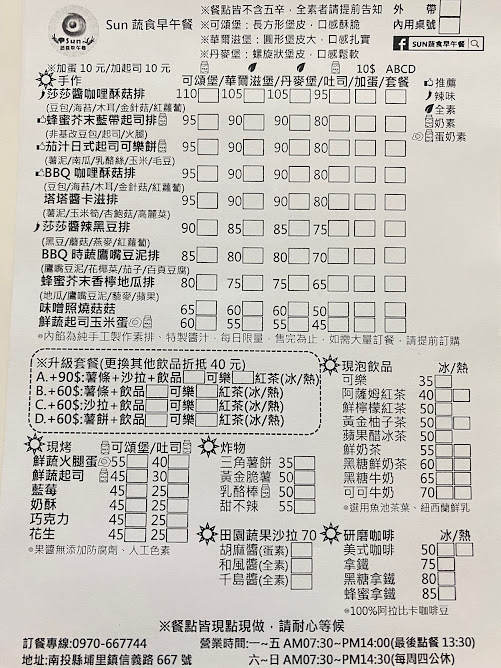 Sun 蔬食早午餐
Sun
蔬食早午餐
※餐點皆不含五辛，全素者請提前告知
※可頌堡：長方形堡皮，口感酥脆
※華爾滋堡：圓形堡皮大，口感扎實
※丹麥堡：螺旋狀堡皮，口感鬆軟
外 帶
內用桌號
SUN蔬食早午餐
※加蛋 10 元/加起司 10 元
10$ ABCD
手作 可頌堡/華爾滋堡/丹麥堡/吐司/加蛋/套餐
推薦
辣味
全素
奶素
蛋奶素
莎莎醬咖哩酥菇排 110 105 105 95
(豆包/海苔/木耳/金針菇/紅蘿蔔)
蜂蜜芥末藍帶起司排 95 90 90 80
(非基改豆包/起司/火腿)
茄汁日式起司可樂餅 95 90 90 80
(薯泥/南瓜/乳酪絲/玉米/毛豆)
BBQ 咖哩酥菇排 95 90 90 80
(豆包/海苔/木耳/金針菇/紅蘿蔔)
塔塔醬卡滋排 95 90 90 80
(薯泥/玉米筍/杏鮑菇/高麗菜)
莎莎醬辣黑豆排 90 85 85 75
(黑豆/蘑菇/燕麥/紅蘿蔔)
BBQ 時蔬鷹嘴豆泥排 85 80 80 70
(鷹嘴豆泥/花椰菜/茄子/百頁豆腐)
蜂蜜芥末香檸地瓜排 80 75 75 65
(地瓜/鷹嘴豆泥/藜麥/蘋果)
味噌照燒菇菇 65 60 60 50
鮮蔬起司玉米蛋 60 55 55 45
※內餡為純手工製作素排、特製醬汁，每日限量，售完為止，如需大量訂餐，請提前訂購
※升級套餐(更換其他飲品折抵 40 元)
A.+90$:薯條+沙拉+飲品 可樂 紅茶(冰/熱)
B.+60$:薯條+飲品 可樂 紅茶(冰/熱)
C.+60$:沙拉+飲品 可樂 紅茶(冰/熱)
D.+60$:薯餅+飲品 可樂 紅茶(冰/熱)
現泡飲品 冰/熱
可樂 35
阿薩姆紅茶 40
鮮檸檬紅茶 50
黃金柚子茶 50
蘋果醋冰茶 50
鮮奶茶 55
黑糖鮮奶茶 60
黑糖牛奶 65
可可牛奶 70
※選用魚池茶葉、紐西蘭鮮乳
現烤 可頌堡/吐司
鮮蔬火腿蛋 55 40
鮮蔬起司 45 30
藍莓 45 25
奶酥 45 25
巧克力 45 25
花生 45 25
※果醬無添加防腐劑、人工色素
炸物
三角薯餅 35
黃金脆薯 50
乳酪棒 50
甜不辣 55
田園蔬果沙拉 70
胡麻醬(蛋素)
和風醬(全素)
千島醬(全素)
研磨咖啡 冰/熱
美式咖啡 50
拿鐵 75
黑糖拿鐵 80
蜂蜜拿鐵 85
※100%阿拉比卡咖啡豆
※餐點皆現點現做，請耐心等候
訂餐專線:0970-667744
營業時間:一~五 AM07:30~PM14:00(最後點餐 13:30)
地址:南投縣埔里鎮信義路 667 號
六~日 AM07:30~PM14:00(每周四公休)